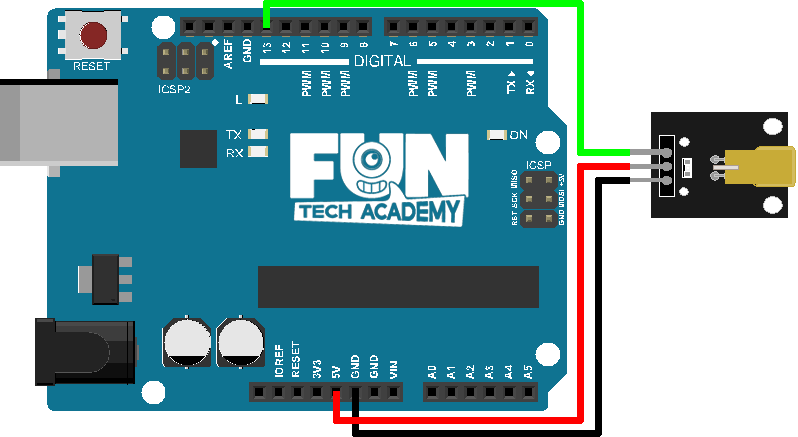 RESET
ICSP2
AREF
GND
13
12
11
10
9
8
7
6
5
4
3
2
1
0
DIGITAL
PWM
PWM
PWM
PWM
PWM
PWM
TX ▶
RX ◀
L
TX
RX
ON
FUN
TECH ACADEMY
ICSP
MISO
SCK
RST
+5V
MOSI
GND
IOREF
RESET
3V3
5V
GND
GND
VIN
A0
A1
A2
A3
A4
A5